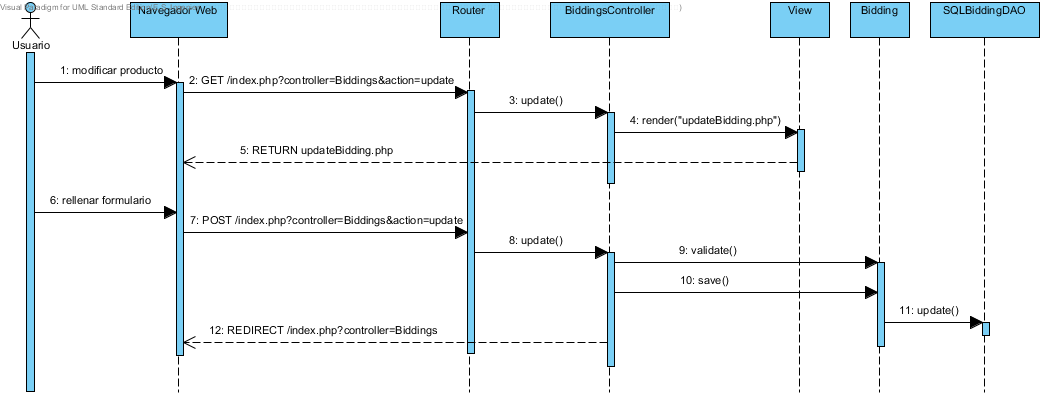 Visual Paradigm for UML Standard
Navegador Web
Router
BiddingsController
View
Bidding
SQLBiddingDAO
Usuario
1: modificar producto
2: GET /index.php?controller=Biddings&action=update
3: update()
4: render("updateBidding.php")
5: RETURN updateBidding.php
6: rellenar formulario
7: POST /index.php?controller=Biddings&action=update
8: update()
9: validate()
10: save()
11: update()
12: REDIRECT /index.php?controller=Biddings